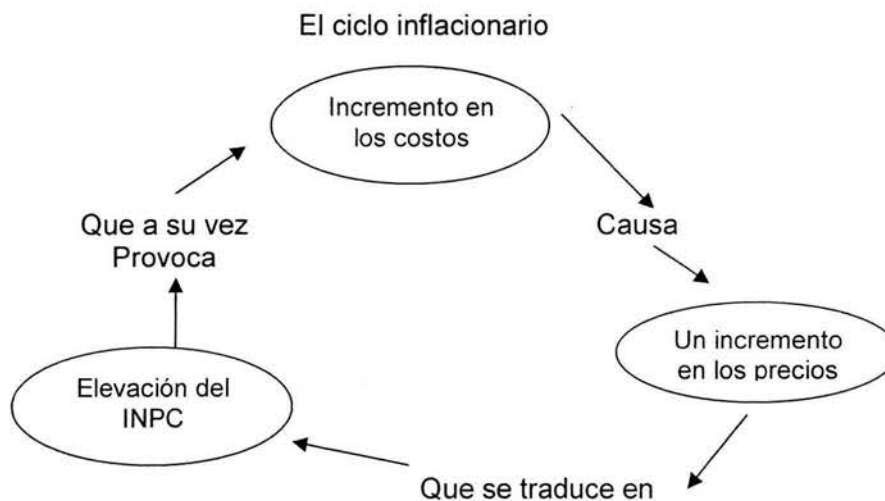 El ciclo inflacionario
Incremento en
los costos
Causa
Un incremento
en los precios
Que se traduce en
Elevación del
INPC
Que a su vez
Provoca